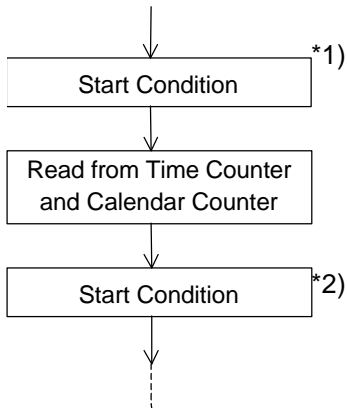 *1)
Start Condition
Read from Time Counter
and Calendar Counter
*2)
Start Condition